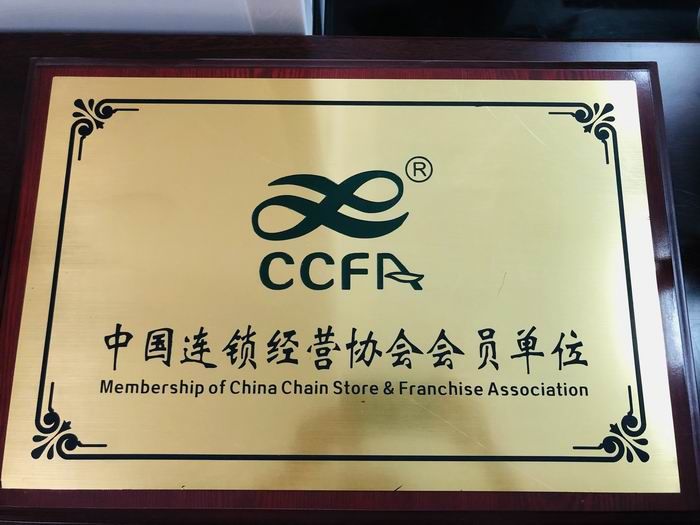 ®
CCFA
中国连锁经营协会会员单位
Membership of China Chain Store & Franchise Association